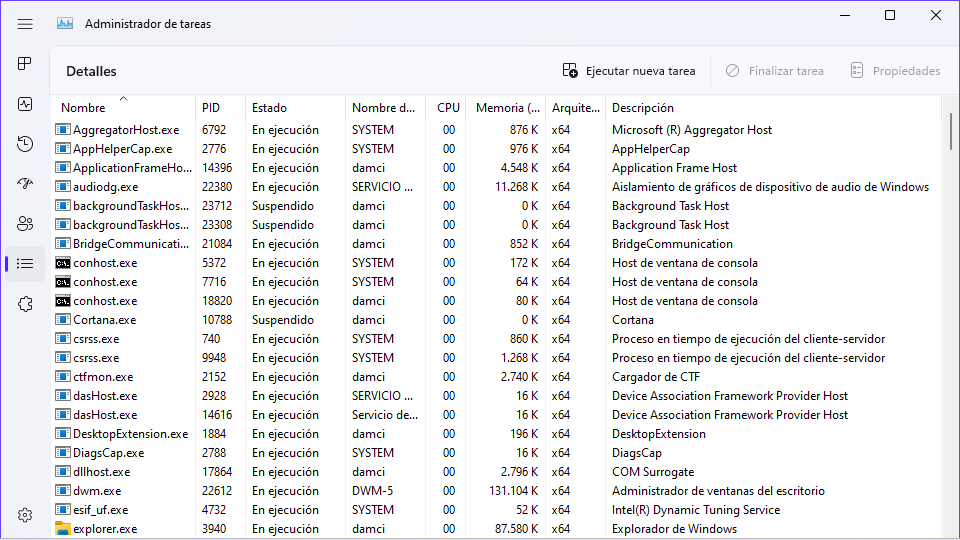 Administrador de tareas
Detalles
Ejecutar nueva tarea
Finalizar tarea
Propiedades
Nombre PID Estado Nombre d... CPU Memoria (... Arquite... Descripción
AggregatorHost.exe 6792 En ejecución SYSTEM 00 876 K x64 Microsoft (R) Aggregator Host
AppHelperCap.exe 2776 En ejecución SYSTEM 00 976 K x64 AppHelperCap
ApplicationFrameHo... 14396 En ejecución damci 00 4.548 K x64 Application Frame Host
audiodg.exe 22380 En ejecución SERVICIO ... 00 11.268 K x64 Aislamiento de gráficos de dispositivo de audio de Windows
backgroundTaskHos... 23712 Suspendido damci 00 0 K x64 Background Task Host
backgroundTaskHos... 23308 Suspendido damci 00 0 K x64 Background Task Host
BridgeCommunicati... 21084 En ejecución damci 00 852 K x64 BridgeCommunication
conhost.exe 5372 En ejecución SYSTEM 00 172 K x64 Host de ventana de consola
conhost.exe 7716 En ejecución SYSTEM 00 64 K x64 Host de ventana de consola
conhost.exe 18820 En ejecución damci 00 80 K x64 Host de ventana de consola
Cortana.exe 10788 Suspendido damci 00 0 K x64 Cortana
csrss.exe 740 En ejecución SYSTEM 00 860 K x64 Proceso en tiempo de ejecución del cliente-servidor
csrss.exe 9948 En ejecución SYSTEM 00 1.268 K x64 Proceso en tiempo de ejecución del cliente-servidor
ctfmon.exe 2152 En ejecución damci 00 2.740 K x64 Cargador de CTF
dasHost.exe 2928 En ejecución SERVICIO ... 00 16 K x64 Device Association Framework Provider Host
dasHost.exe 14616 En ejecución Servicio de... 00 16 K x64 Device Association Framework Provider Host
DesktopExtension.exe 1884 En ejecución damci 00 196 K x64 DesktopExtension
DiagsCap.exe 2788 En ejecución SYSTEM 00 16 K x64 DiagsCap
dllhost.exe 17864 En ejecución damci 00 2.796 K x64 COM Surrogate
dwm.exe 22612 En ejecución DWM-5 00 131.104 K x64 Administrador de ventanas del escritorio
esif_uf.exe 4732 En ejecución SYSTEM 00 52 K x64 Intel(R) Dynamic Tuning Service
explorer.exe 3940 En ejecución damci 00 87.580 K x64 Explorador de Windows